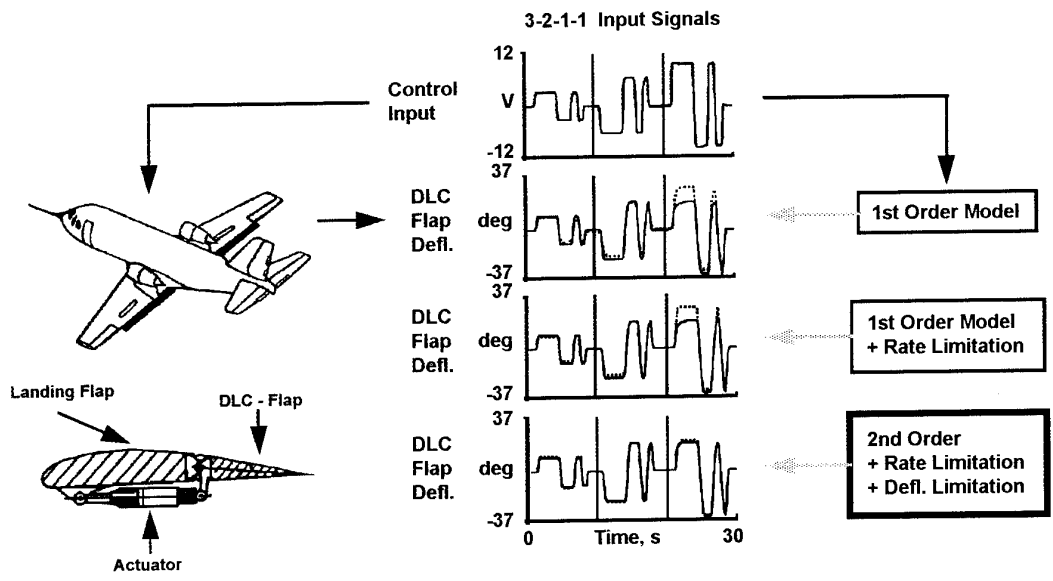 3-2-1-1 Input Signals
12
Control
Input
V
-12
37
DLC
Flap
Defl.
deg
-37
1st Order Model
37
DLC
Flap
Defl.
deg
-37
1st Order Model
+ Rate Limitation
Landing Flap
DLC - Flap
37
DLC
Flap
Defl.
deg
-37
2nd Order
+ Rate Limitation
+ Defl. Limitation
0
Time, s
30
Actuator